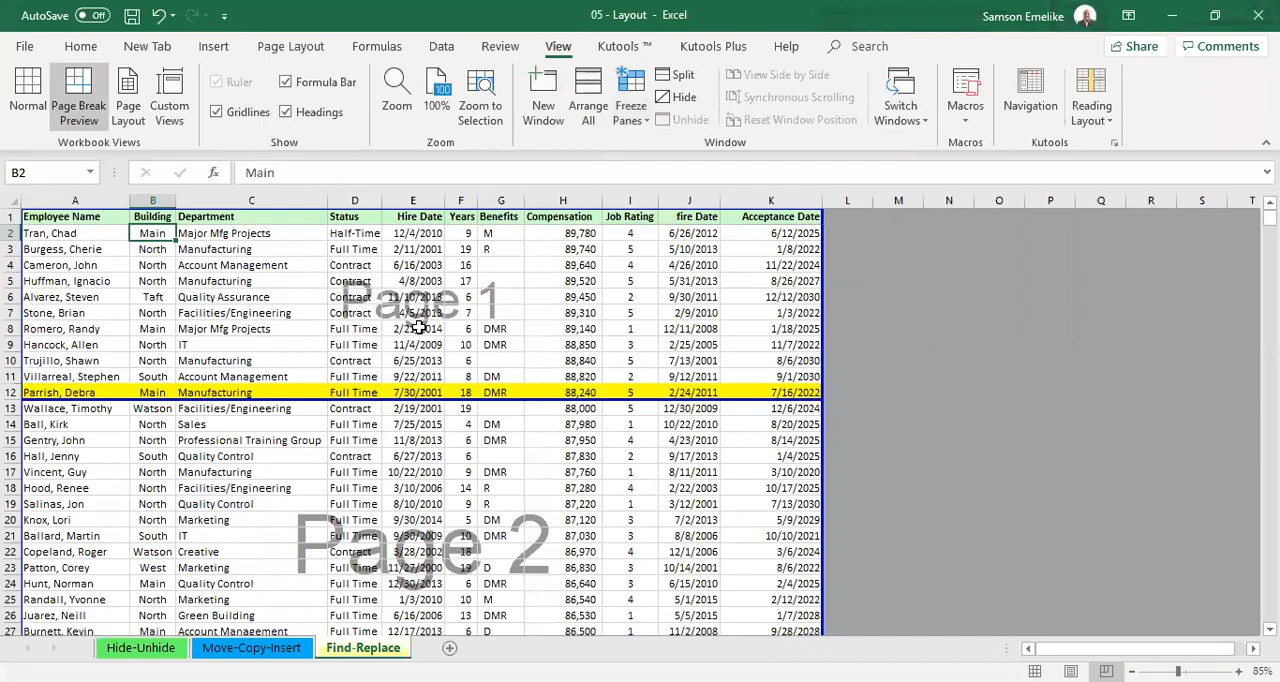 AutoSave Off 05 - Layout - Excel Samson Emelike
File Home New Tab Insert Page Layout Formulas Data Review View Kutools ™ Kutools Plus Help Search Share Comments
Normal Page Break Preview Page Layout Custom Views Ruler Formula Bar Gridlines Headings Zoom 100% Zoom to Selection New Window Arrange All Freeze Panes Split Hide Unhide View Side by Side Synchronous Scrolling Reset Window Position Switch Windows Macros Navigation Reading Layout
Workbook Views Show Zoom Window Macros Kutools
B2 fx Main
A B C D E F G H I J K L M N O P Q R S T
1 Employee Name Building Department Status Hire Date Years Benefits Compensation Job Rating fire Date Acceptance Date
2 Tran, Chad Main Major Mfg Projects Half-Time 12/4/2010 9 M 89,780 4 6/26/2012 6/12/2025
3 Burgess, Cherie North Manufacturing Full Time 2/11/2001 19 R 89,740 5 5/10/2013 1/8/2022
4 Cameron, John North Account Management Contract 6/16/2003 16 89,640 4 4/26/2010 11/22/2024
5 Huffman, Ignacio North Manufacturing Contract 4/8/2003 17 89,520 5 5/31/2013 8/26/2027
6 Alvarez, Steven Taft Quality Assurance Contract 11/10/2013 6 89,450 2 9/30/2011 12/12/2030
Page 1
7 Stone, Brian North Facilities/Engineering Contract 4/5/2013 7 89,310 5 2/9/2010 1/3/2022
8 Romero, Randy Main Major Mfg Projects Full Time 6 DMR 89,140 1 12/11/2008 1/18/2025
9 Hancock, Allen North IT Full Time 11/4/2009 10 DMR 88,850 3 2/25/2005 11/7/2022
10 Trujillo, Shawn North Manufacturing Contract 6/25/2013 6 88,840 5 7/13/2001 8/6/2030
11 Villarreal, Stephen South Account Management Full Time 9/22/2011 8 DM 88,820 2 9/12/2011 9/1/2030
12 Parrish, Debra Main Manufacturing Full Time 7/30/2001 18 DMR 88,240 5 2/24/2011 7/16/2022
13 Wallace, Timothy Watson Facilities/Engineering Contract 2/19/2001 19 88,000 5 12/30/2009 12/6/2024
14 Ball, Kirk North Sales Full Time 7/25/2015 4 DM 87,980 1 10/22/2010 8/20/2025
15 Gentry, John North Professional Training Group Full Time 11/8/2013 6 DMR 87,950 4 4/23/2010 8/14/2025
16 Hall, Jenny South Quality Control Contract 6/27/2013 6 87,830 2 9/17/2013 1/4/2025
17 Vincent, Guy North Manufacturing Full Time 10/22/2010 9 DMR 87,760 1 8/11/2011 3/10/2020
18 Hood, Renee North Facilities/Engineering Full Time 3/10/2006 14 R 87,280 4 2/22/2003 10/17/2025
19 Salinas, Jon North Quality Control Full Time 8/10/2010 9 R 87,220 1 3/12/2001 7/13/2030
20 Knox, Lori North Marketing Full Time 9/30/2014 5 DM 87,120 3 7/2/2013 5/9/2029
21 Ballard, Martin South IT Full Time 9/30/2009 10 DMR 87,030 3 8/8/2006 10/10/2021
Page 2
22 Copeland, Roger Watson Creative Contract 3/28/2002 18 86,970 4 12/1/2006 3/6/2024
23 Patton, Corey West Marketing Full Time 11/27/2000 19 D 86,830 3 10/14/2001 8/6/2022
24 Hunt, Norman Main Quality Control Full Time 12/30/2013 6 DMR 86,640 3 6/15/2010 2/4/2025
25 Randall, Yvonne North Marketing Full Time 1/3/2010 10 M 86,540 4 5/1/2015 2/12/2022
26 Juarez, Neill North Green Building Full Time 6/16/2006 13 DMR 86,530 1 5/5/2015 1/7/2028
27 Burnett, Kevin Main Account Management Full Time 12/17/2013 6 D 86,500 1 11/2/2008 9/28/2028
Hide-Unhide Move-Copy-Insert Find-Replace
85%